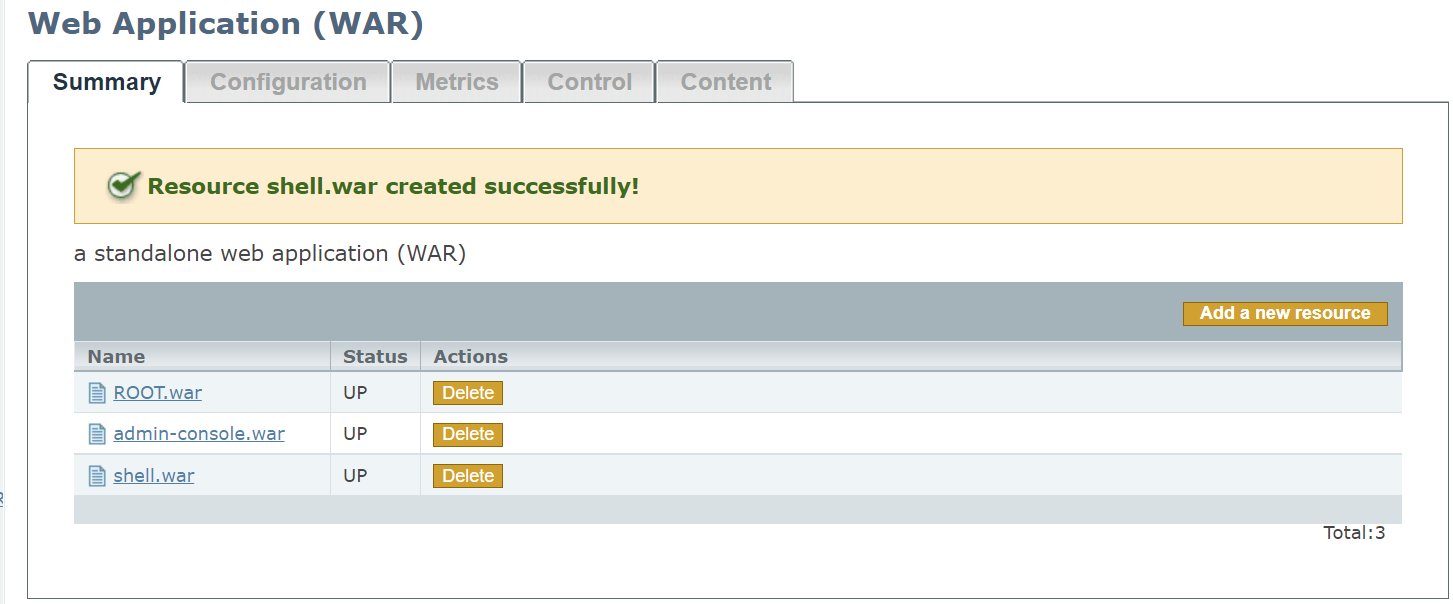 Web Application (WAR)
Summary Configuration Metrics Control Content
Resource shell.war created successfully!
a standalone web application (WAR)
Add a new resource
Name Status Actions
ROOT.war UP Delete
admin-console.war UP Delete
shell.war UP Delete
Total:3